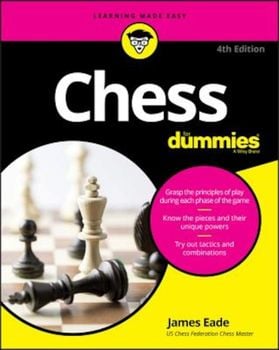 LEARNING MADE EASY
4th Edition
Chess
for
dummies
A Wiley Brand
Grasp the principles of play
during each phase of the game
Know the pieces and their
unique powers
Try out tactics and
combinations
James Eade
US Chess Federation Chess Master